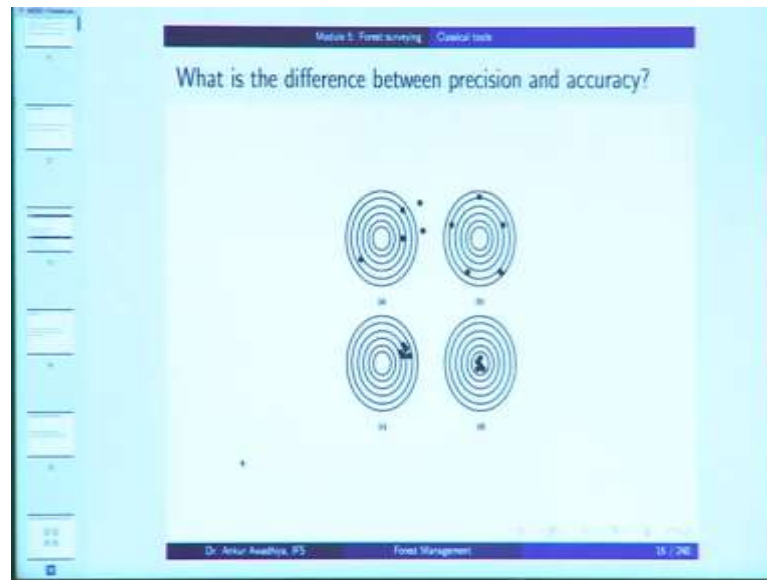 Module 5: Forest surveying Classical tools
What is the difference between precision and accuracy?
(a) (b)
(c) (d)
Dr. Ankur Awadhiya, IFS Forest Management 15 / 240